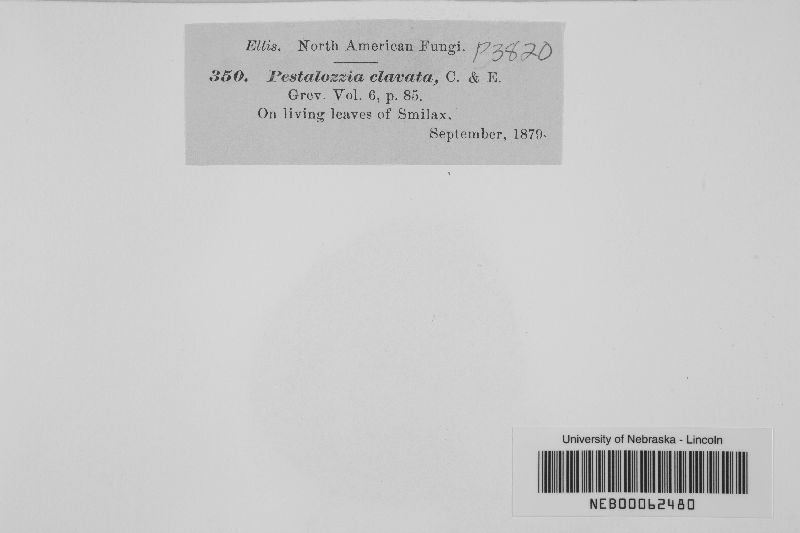 Ellis. North American Fungi. P3820
350. Pestalozzia clavata, C. & E.
Grev. Vol. 6, p. 85.
On living leaves of Smilax.
September, 1879.
University of Nebraska - Lincoln
NEB00062480